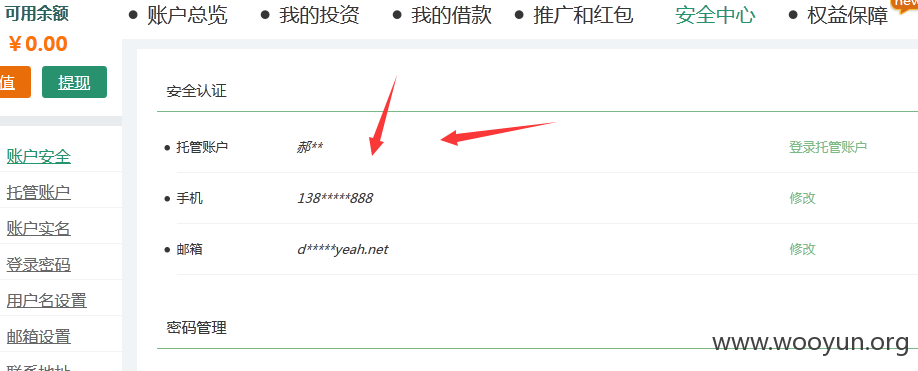 可用余额
￥0.00
值 提现
账户安全
托管账户
账户实名
登录密码
用户名设置
邮箱设置
联系地址
账户总览 我的投资 我的借款 推广和红包 安全中心 权益保障 new
安全认证
托管账户 郝** 登录托管账户
手机 138*****888 修改
邮箱 d*****yeah.net 修改
密码管理
www.wooyun.org